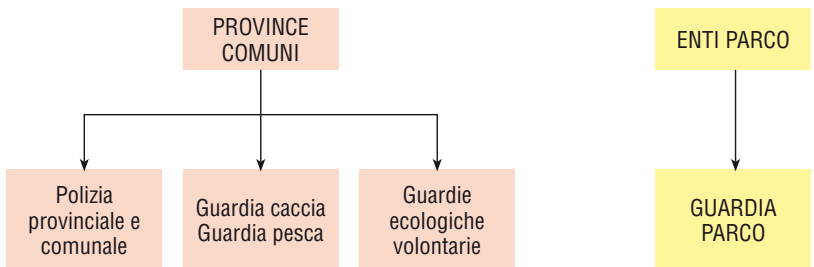 PROVINCE
COMUNI
ENTI PARCO
Polizia
provinciale e
comunale
Guardia caccia
Guardia pesca
Guardie
ecologiche
volontarie
GUARDIA
PARCO